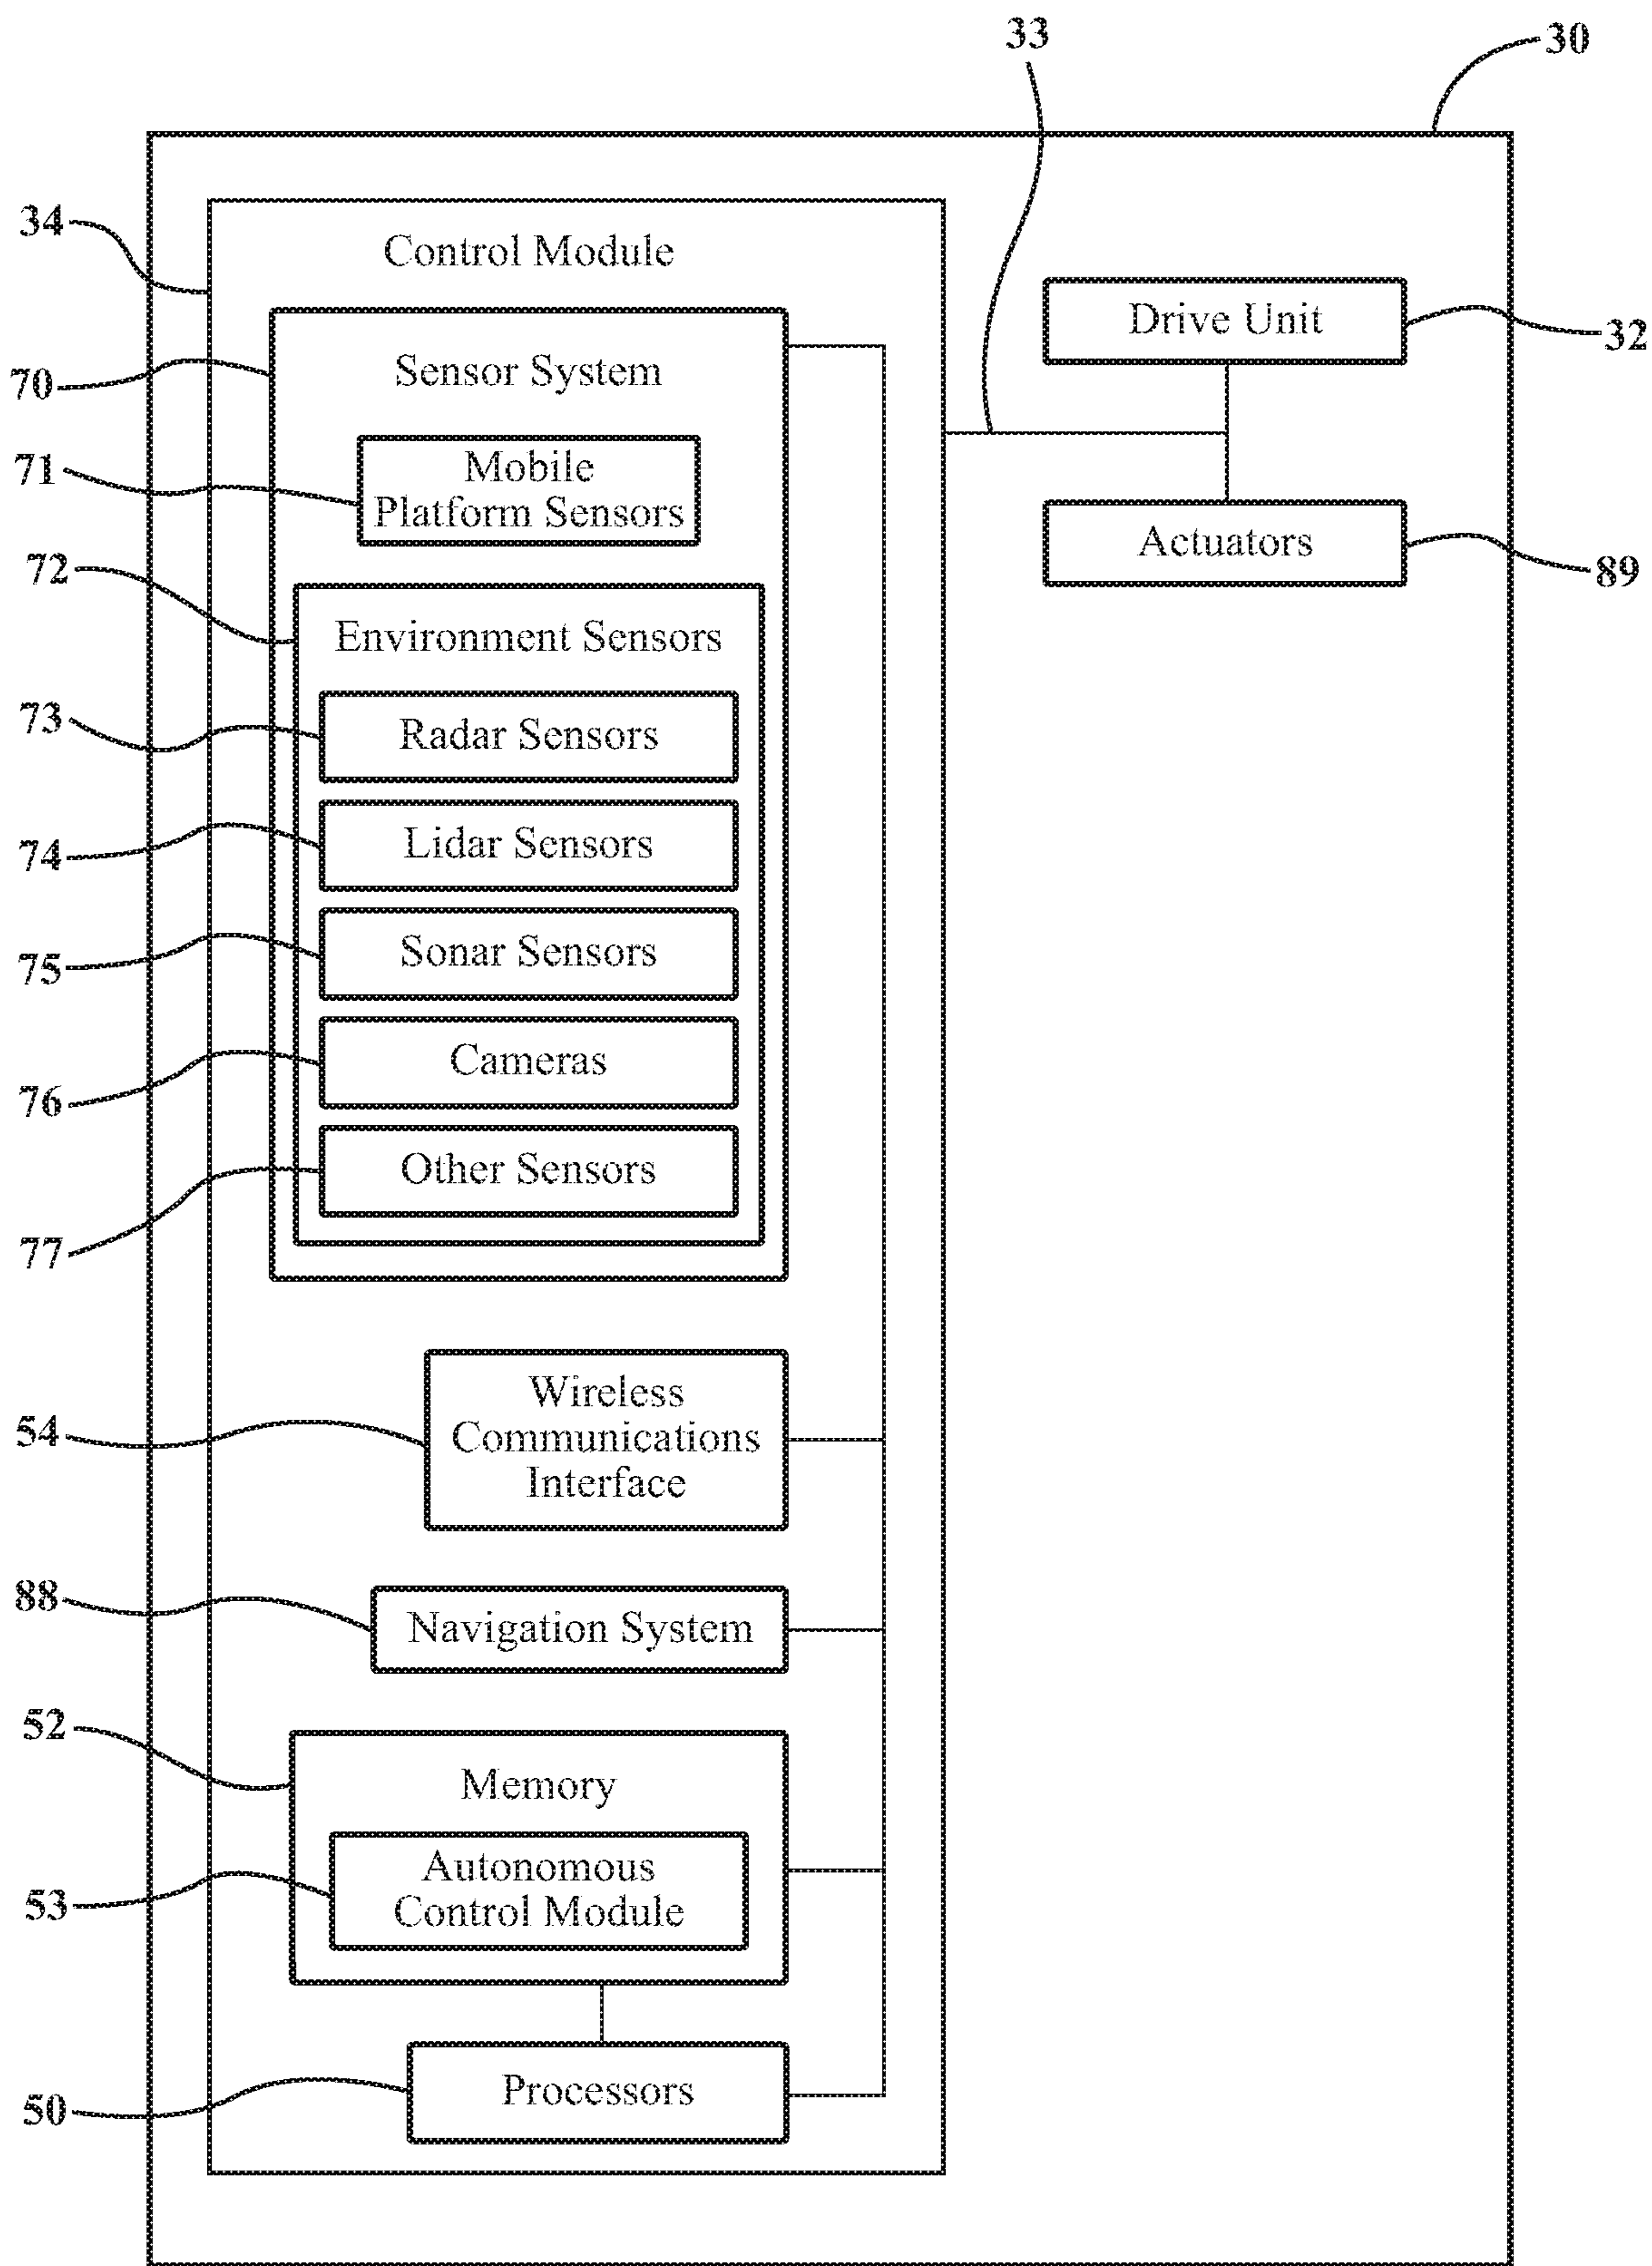 33
30
34
Control Module
Drive Unit
32
70
Sensor System
71
Mobile
Platform Sensors
72
Actuators
89
Environment Sensors
73
Radar Sensors
74
Lidar Sensors
75
Sonar Sensors
76
Cameras
77
Other Sensors
54
Wireless
Communications
Interface
88
Navigation System
52
Memory
53
Autonomous
Control Module
50
Processors